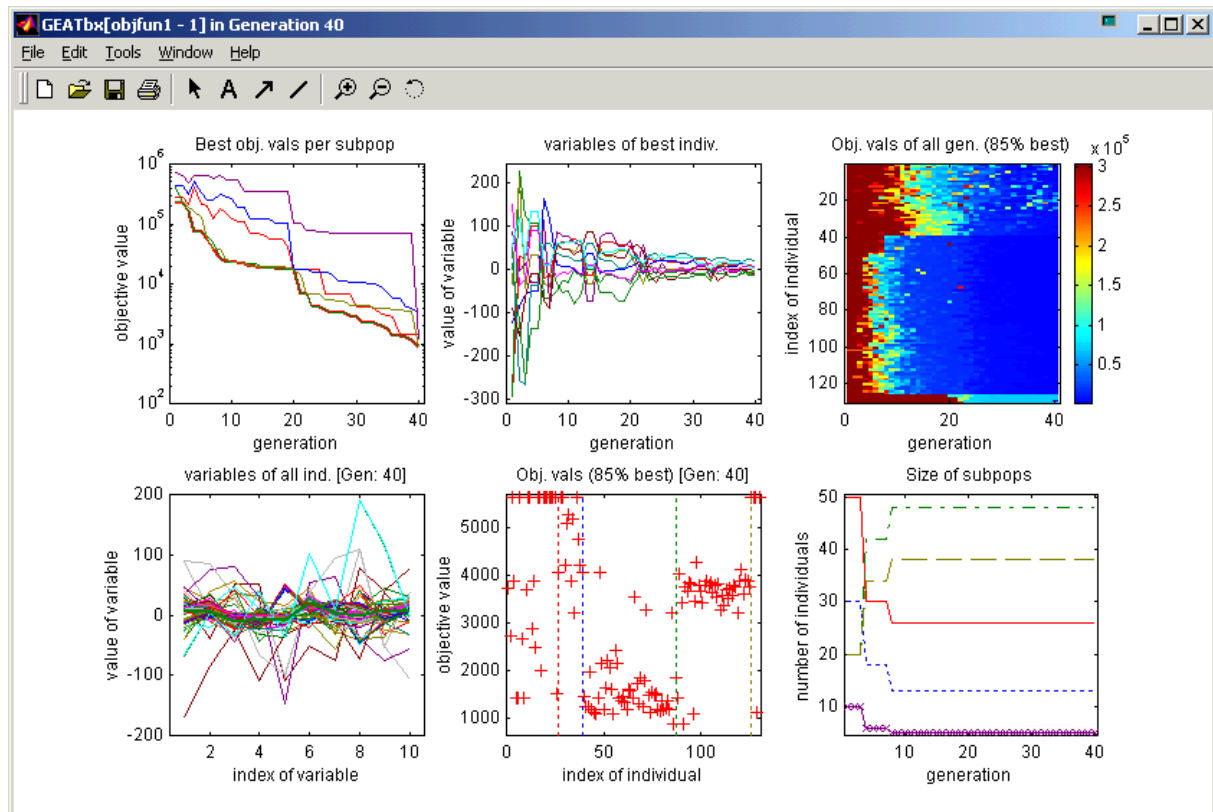 GEATbx[objfun1 - 1] in Generation 40
File Edit Tools Window Help
Best obj. vals per subpop
10^6
10^5
10^4
10^3
10^2
objective value
0 10 20 30 40
generation
variables of best indiv.
200
100
0
-100
-200
-300
value of variable
0 10 20 30 40
generation
Obj. vals of all gen. (85% best)
20
40
60
80
100
120
index of individual
0 20 40
generation
x 10^5
3
2.5
2
1.5
1
0.5
variables of all ind. [Gen: 40]
200
100
0
-100
-200
value of variable
2 4 6 8 10
index of variable
Obj. vals (85% best) [Gen: 40]
5000
4000
3000
2000
1000
objective value
0 50 100
index of individual
Size of subpops
50
40
30
20
10
number of individuals
10 20 30 40
generation